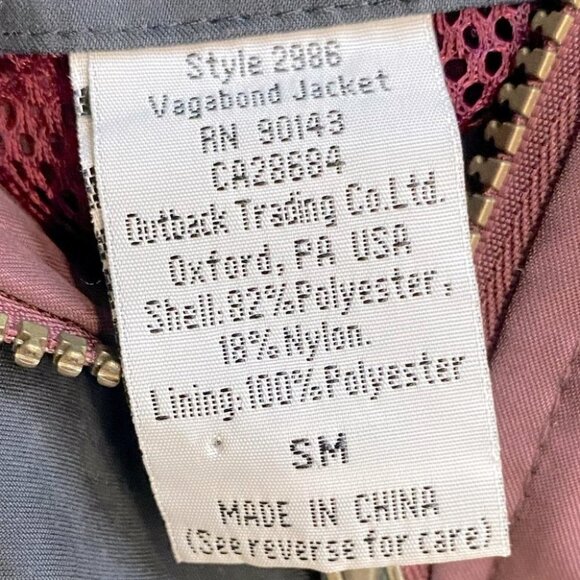 Style 2986
Vagabond Jacket
RN 90143
CA28694
Outback Trading Co.Ltd.
Oxford, PA USA
Shell:82%Polyester,
18%Nylon.
Lining:100%Polyester
SM
MADE IN CHINA
(See reverse for care)